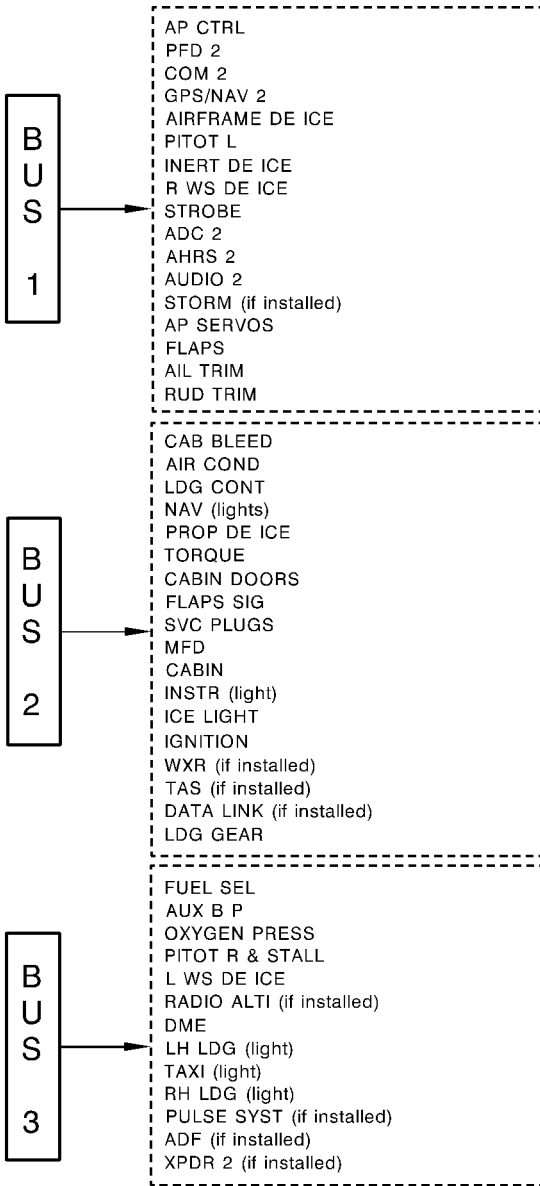 BUS 1
AP CTRL
PFD 2
COM 2
GPS/NAV 2
AIRFRAME DE ICE
PITOT L
INERT DE ICE
R WS DE ICE
STROBE
ADC 2
AHRS 2
AUDIO 2
STORM (if installed)
AP SERVOS
FLAPS
AIL TRIM
RUD TRIM
BUS 2
CAB BLEED
AIR COND
LDG CONT
NAV (lights)
PROP DE ICE
TORQUE
CABIN DOORS
FLAPS SIG
SVC PLUGS
MFD
CABIN
INSTR (light)
ICE LIGHT
IGNITION
WXR (if installed)
TAS (if installed)
DATA LINK (if installed)
LDG GEAR
BUS 3
FUEL SEL
AUX B P
OXYGEN PRESS
PITOT R & STALL
L WS DE ICE
RADIO ALTI (if installed)
DME
LH LDG (light)
TAXI (light)
RH LDG (light)
PULSE SYST (if installed)
ADF (if installed)
XPDR 2 (if installed)